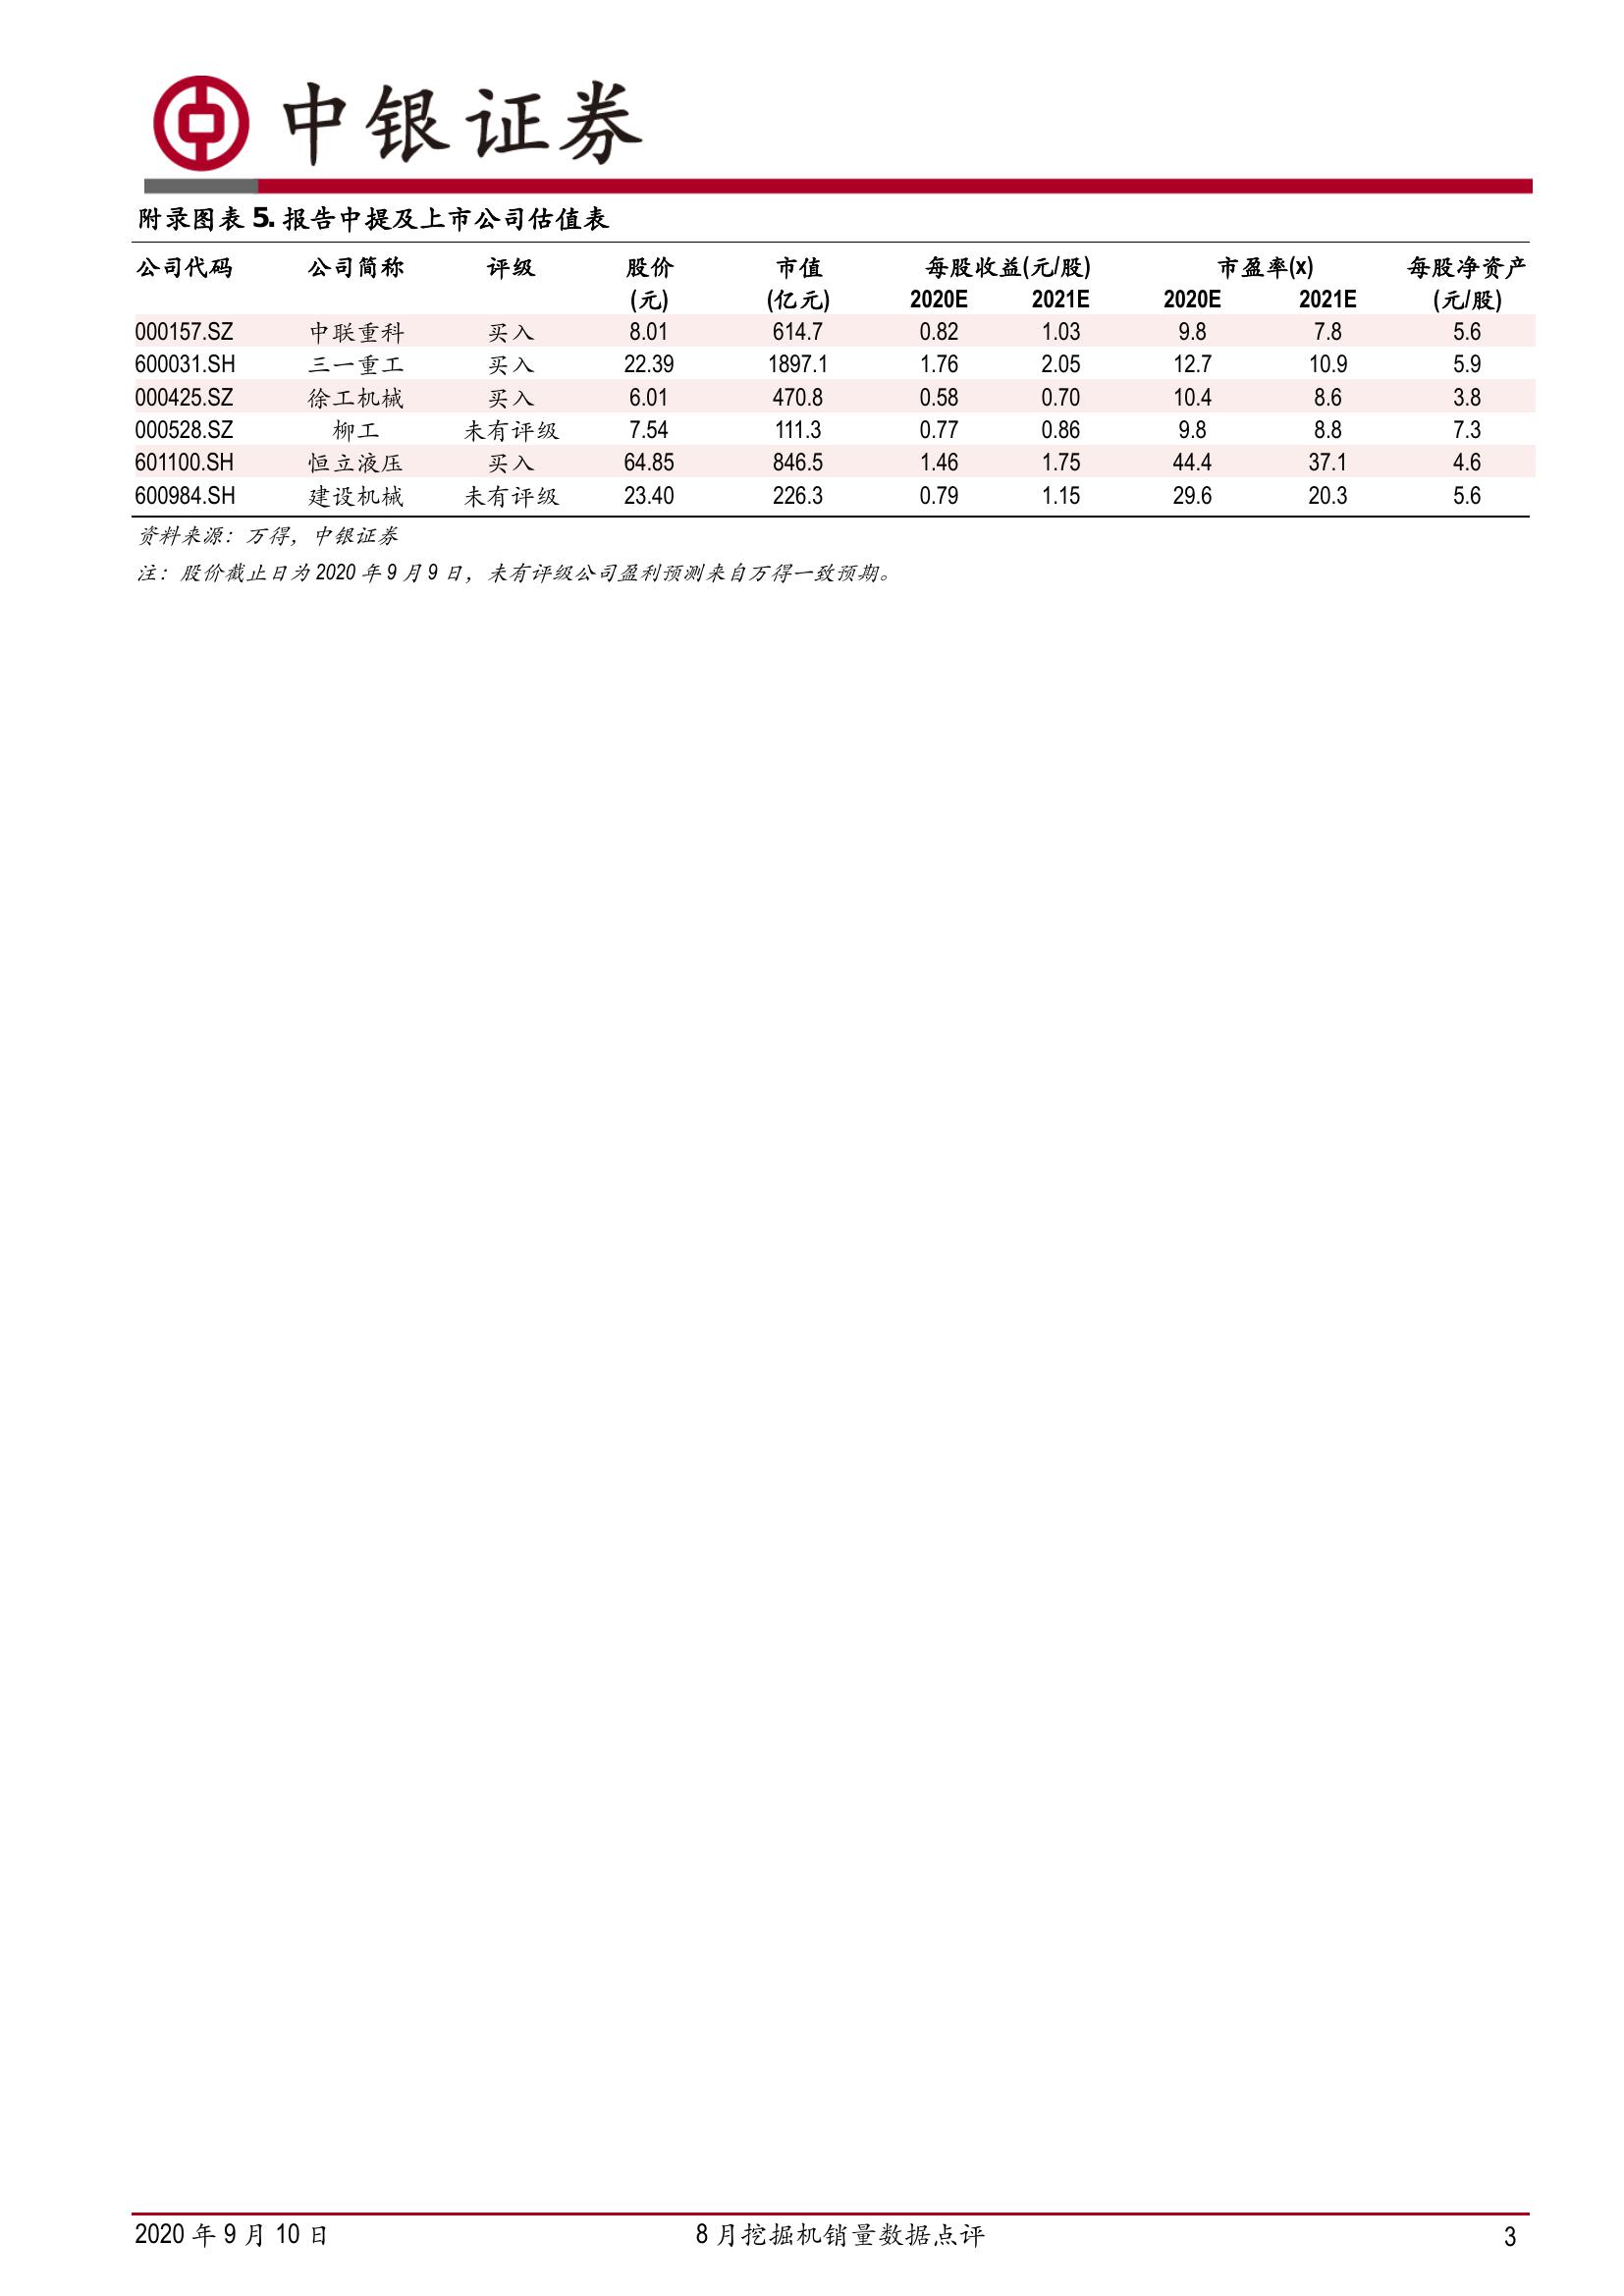 中银证券
附录图表 5. 报告中提及上市公司估值表
公司代码 公司简称 评级 股价 市值 每股收益(元/股) 市盈率(x) 每股净资产
(元) (亿元) 2020E 2021E 2020E 2021E (元/股)
000157.SZ 中联重科 买入 8.01 614.7 0.82 1.03 9.8 7.8 5.6
600031.SH 三一重工 买入 22.39 1897.1 1.76 2.05 12.7 10.9 5.9
000425.SZ 徐工机械 买入 6.01 470.8 0.58 0.70 10.4 8.6 3.8
000528.SZ 柳工 未有评级 7.54 111.3 0.77 0.86 9.8 8.8 7.3
601100.SH 恒立液压 买入 64.85 846.5 1.46 1.75 44.4 37.1 4.6
600984.SH 建设机械 未有评级 23.40 226.3 0.79 1.15 29.6 20.3 5.6
资料来源：万得，中银证券
注：股价截止日为 2020 年 9 月 9 日，未有评级公司盈利预测来自万得一致预期。
2020 年 9 月 10 日 8 月挖掘机销量数据点评 3